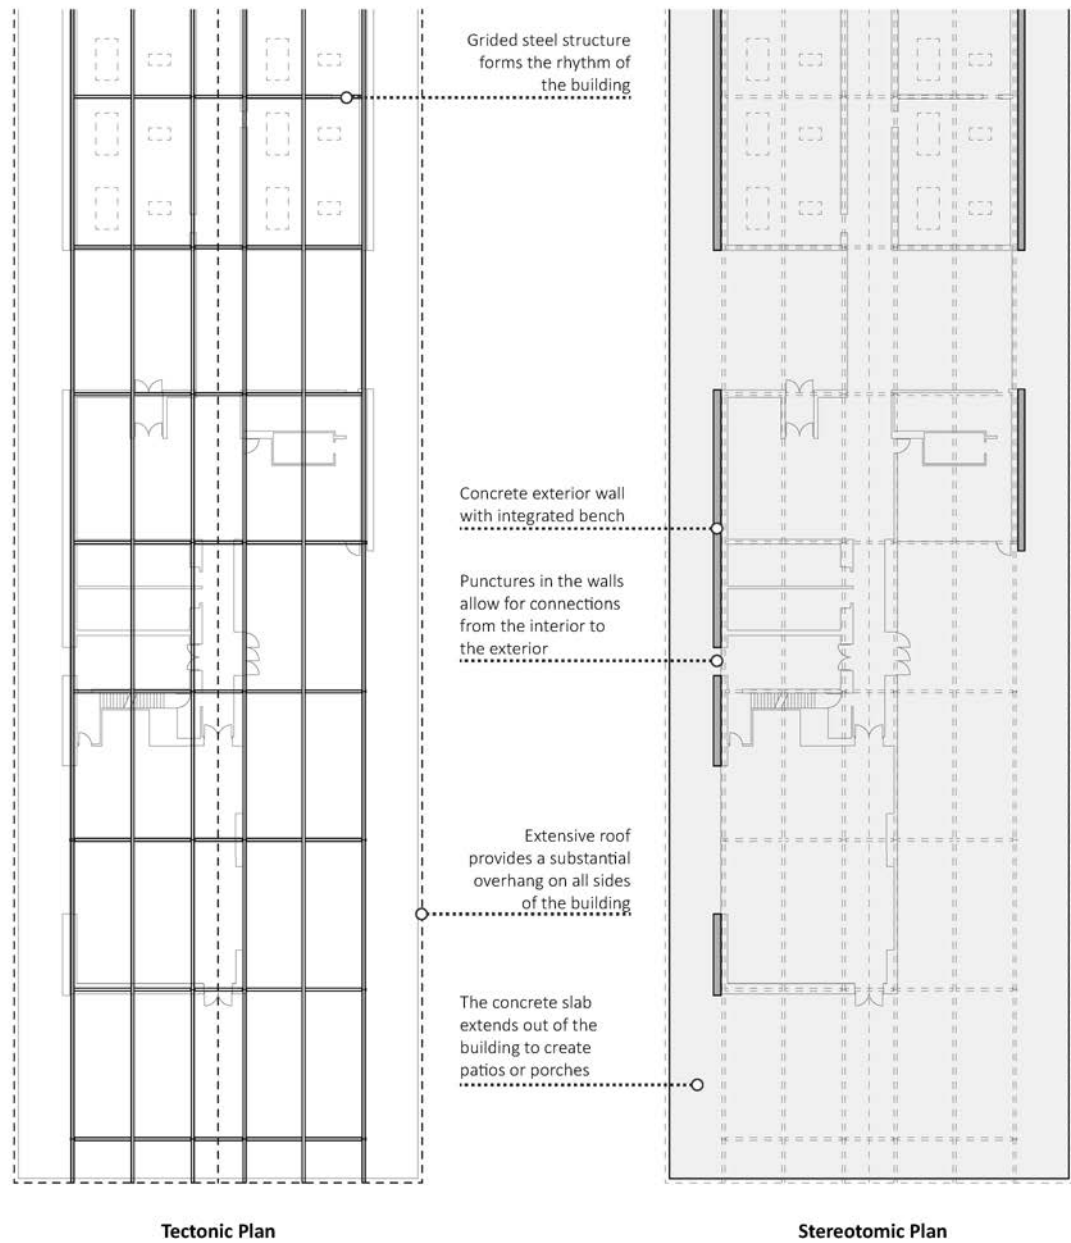 Grided steel structure
forms the rhythm of
the building
Concrete exterior wall
with integrated bench
Punctures in the walls
allow for connections
from the interior to
the exterior
Extensive roof
provides a substantial
overhang on all sides
of the building
The concrete slab
extends out of the
building to create
patios or porches
Tectonic Plan
Stereotomic Plan